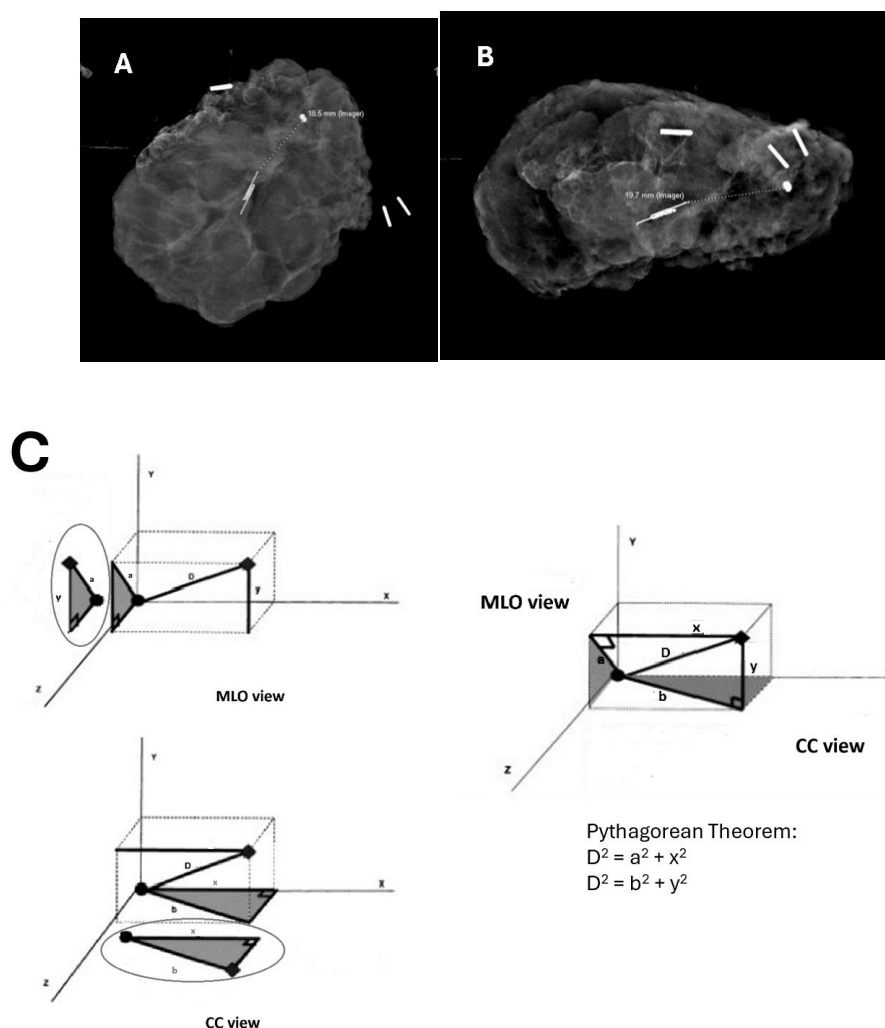 A
18.5 mm (Imager)
B
19.7 mm (Imager)
C
Y
a
y
a
D
y
X
Z
MLO view
Y
MLO view
x
a
D
y
b
Z
CC view
Y
D
x
X
b
x
b
Z
CC view
Pythagorean Theorem:
D² = a² + x²
D² = b² + y²